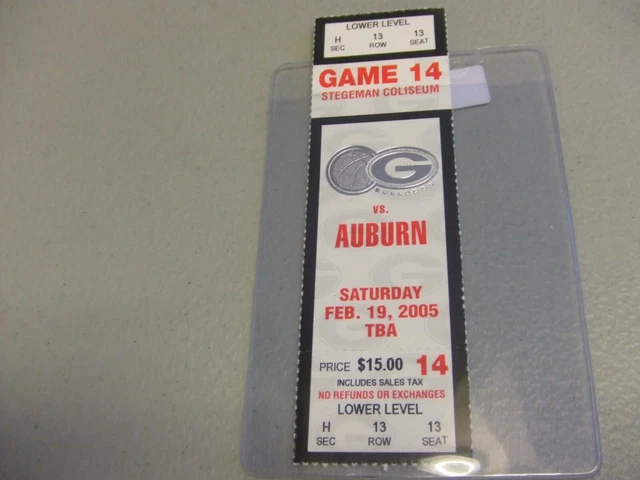 LOWER LEVEL
H 13 13
SEC ROW SEAT
GAME 14
STEGEMAN COLISEUM
G
BULLDOGS
VS.
AUBURN
SATURDAY
FEB. 19, 2005
TBA
PRICE $15.00 14
INCLUDES SALES TAX
NO REFUNDS OR EXCHANGES
LOWER LEVEL
H 13 13
SEC ROW SEAT